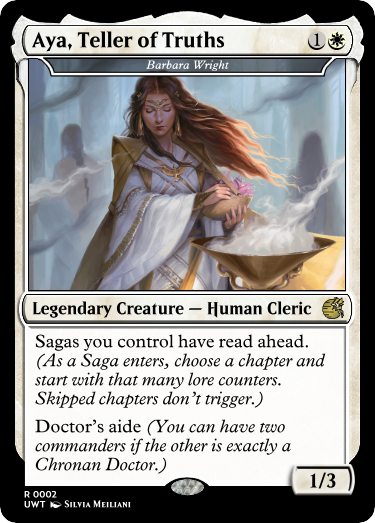 Aya, Teller of Truths 1
Barbara Wright
Legendary Creature — Human Cleric
Sagas you control have read ahead.
(As a Saga enters, choose a chapter and
start with that many lore counters.
Skipped chapters don't trigger.)
Doctor's aide (You can have two
commanders if the other is exactly a
Chronan Doctor.)
1/3
R 0002
UWT Silvia Meiliani